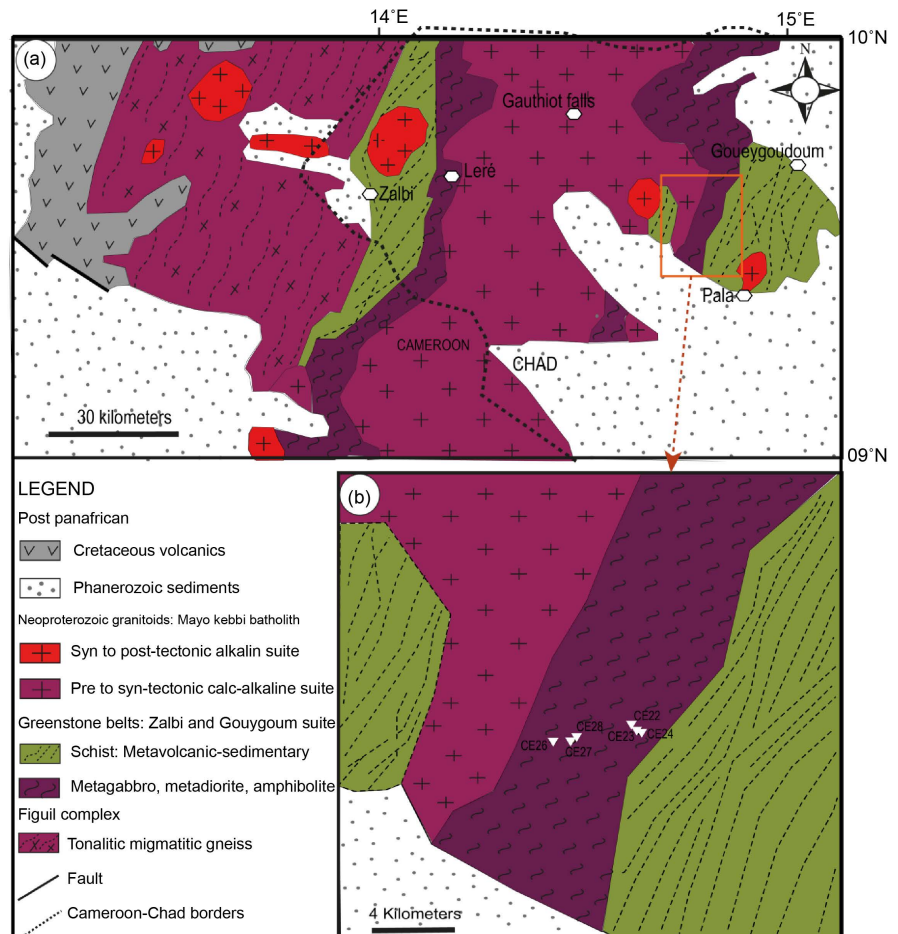 14°E
15°E
10°N
(a)
N
Gauthiot falls
Goueygoudoum
Leré
Zalbi
Pala
CAMEROON
CHAD
30 kilometers
09°N
LEGEND
Post panafrican
Cretaceous volcanics
Phanerozoic sediments
Neoproterozoic granitoids: Mayo kebbi batholith
Syn to post-tectonic alkalin suite
Pre to syn-tectonic calc-alkaline suite
Greenstone belts: Zalbi and Gouygoum suite
Schist: Metavolcanic-sedimentary
Metagabbro, metadiorite, amphibolite
Figuil complex
Tonalitic migmatitic gneiss
Fault
Cameroon-Chad borders
(b)
CE22
CE28
CE23
CE24
CE26
CE27
4 Kilometers